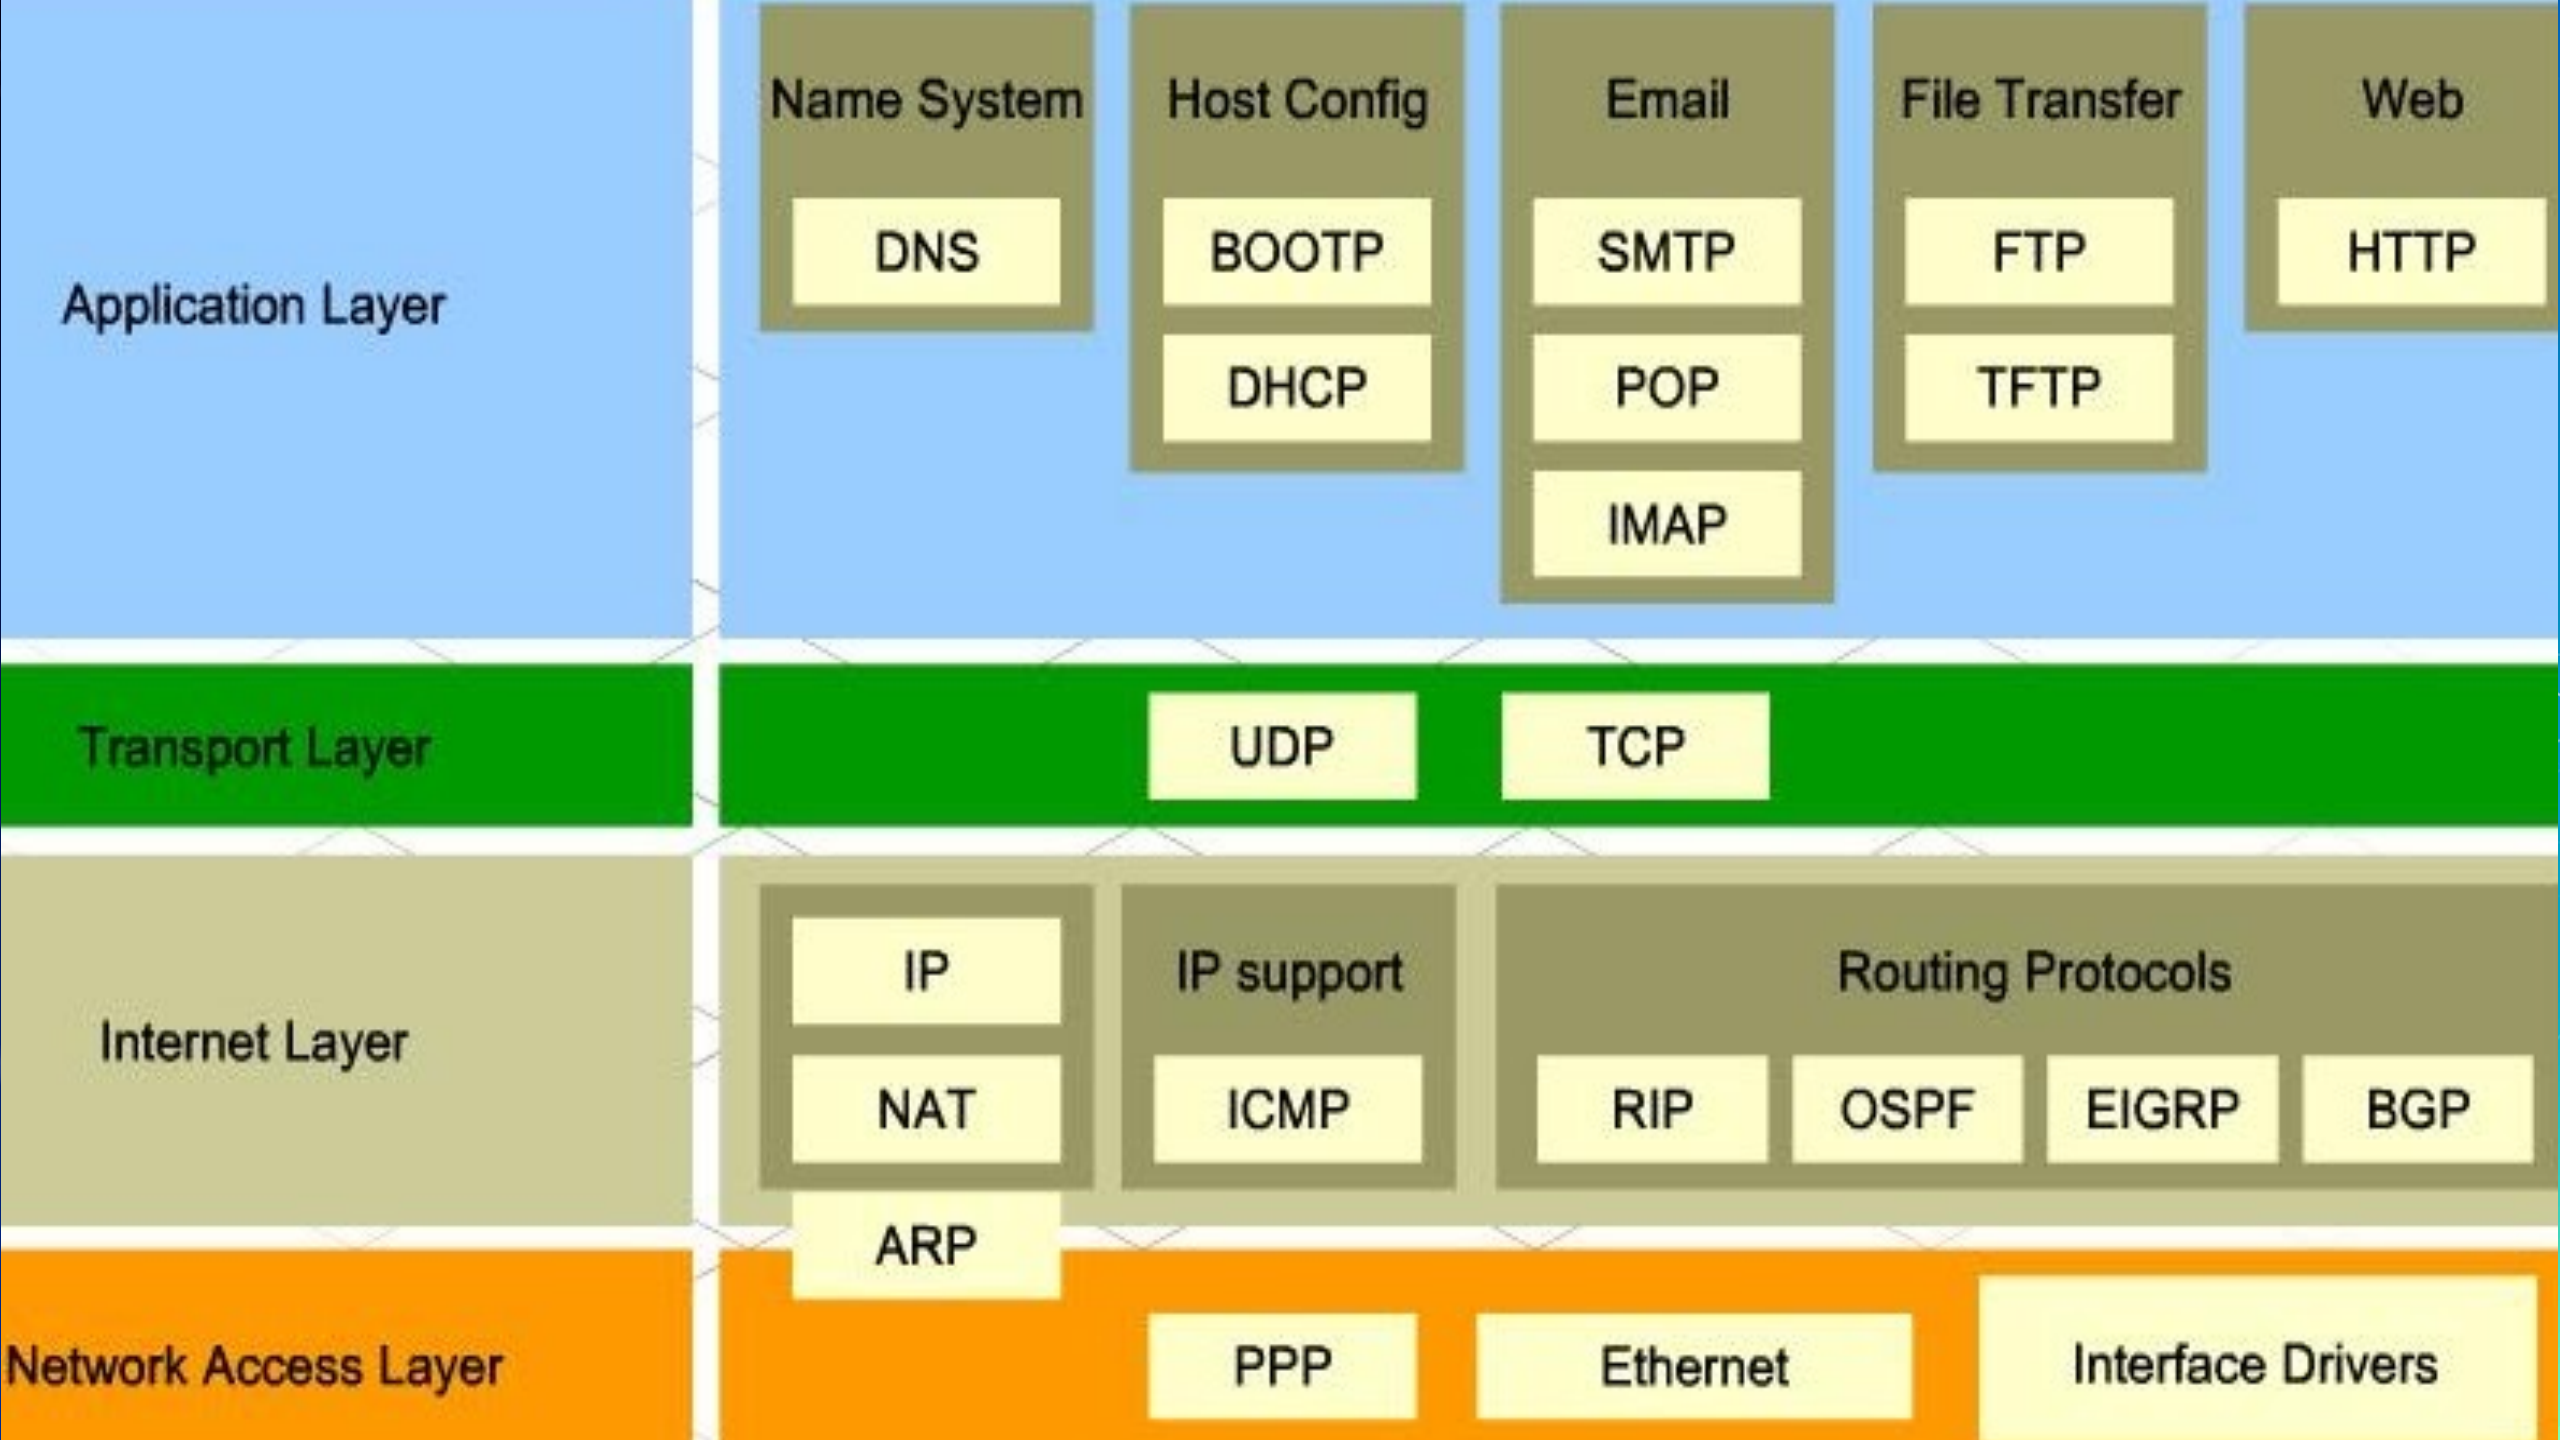 Name System
Host Config
Email
File Transfer
Web
DNS
BOOTP
SMTP
FTP
HTTP
Application Layer
DHCP
POP
TFTP
IMAP
Transport Layer
UDP
TCP
Internet Layer
IP
IP support
Routing Protocols
NAT
ICMP
RIP
OSPF
EIGRP
BGP
ARP
Network Access Layer
PPP
Ethernet
Interface Drivers